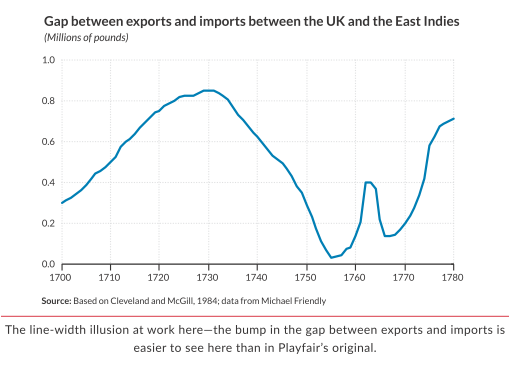 Gap between exports and imports between the UK and the East Indies
(Millions of pounds)
1.0
0.8
0.6
0.4
0.2
0.0
1700 1710 1720 1730 1740 1750 1760 1770 1780
Source: Based on Cleveland and McGill, 1984; data from Michael Friendly
The line-width illusion at work here—the bump in the gap between exports and imports is
easier to see here than in Playfair's original.